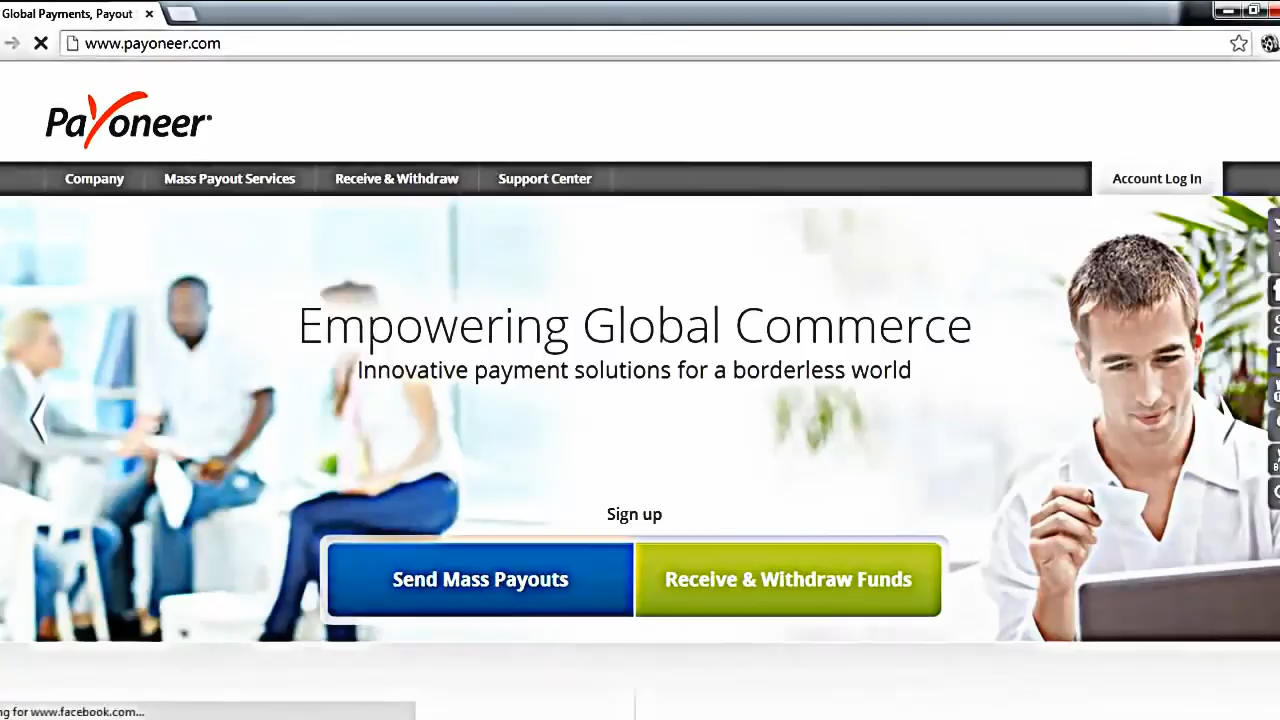 Global Payments, Payout
www.payoneer.com
Payoneer
Company
Mass Payout Services
Receive & Withdraw
Support Center
Account Log In
Empowering Global Commerce
Innovative payment solutions for a borderless world
Sign up
Send Mass Payouts
Receive & Withdraw Funds
for www.facebook.com...